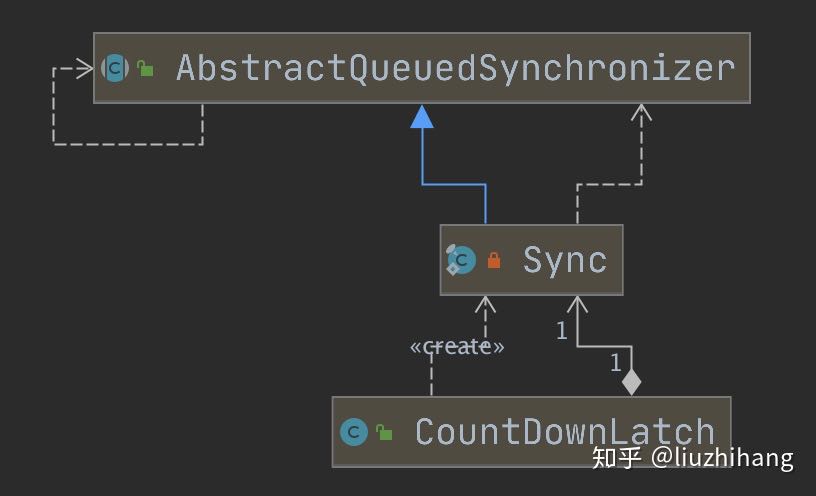 AbstractQueuedSynchronizer
Sync
«create»
1
1
CountDownLatch
知乎 @liuzhihang